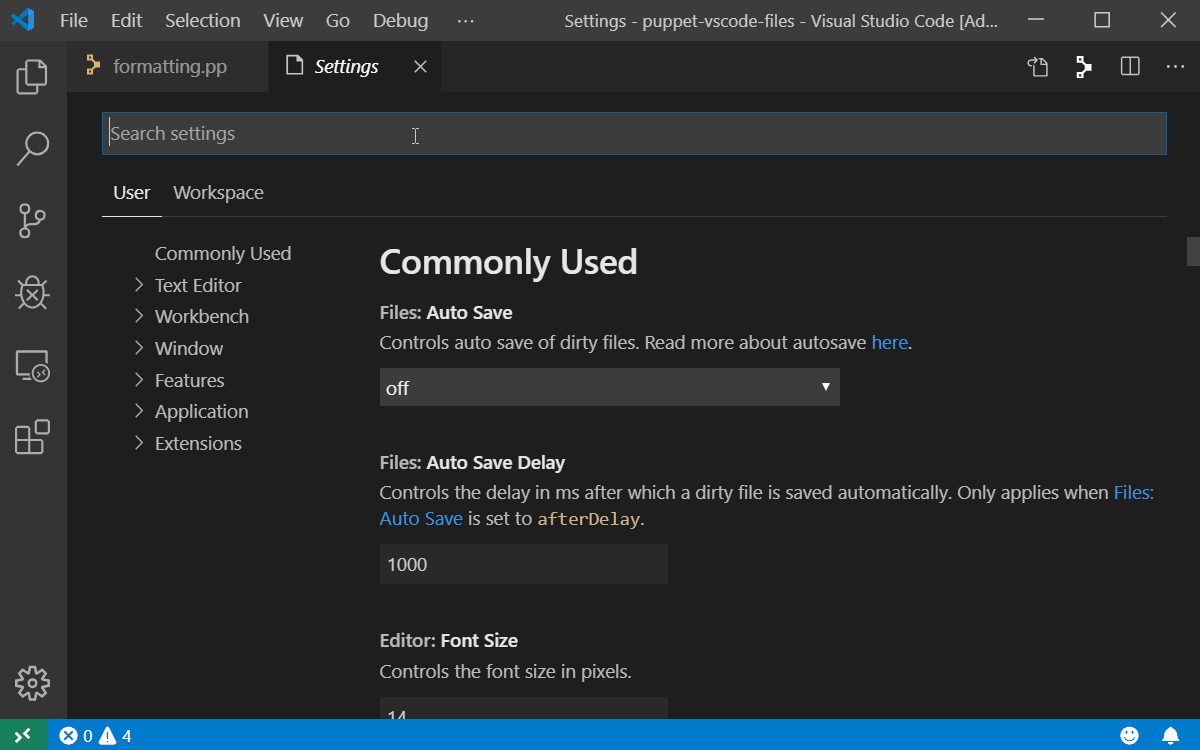 File Edit Selection View Go Debug ··· Settings - puppet-vscode-files - Visual Studio Code [Ad...
formatting.pp Settings
Search settings
User Workspace
Commonly Used
Text Editor
Workbench
Window
Features
Application
Extensions
Commonly Used
Files: Auto Save
Controls auto save of dirty files. Read more about autosave here.
off
Files: Auto Save Delay
Controls the delay in ms after which a dirty file is saved automatically. Only applies when Files:
Auto Save is set to afterDelay.
1000
Editor: Font Size
Controls the font size in pixels.
14
0 4